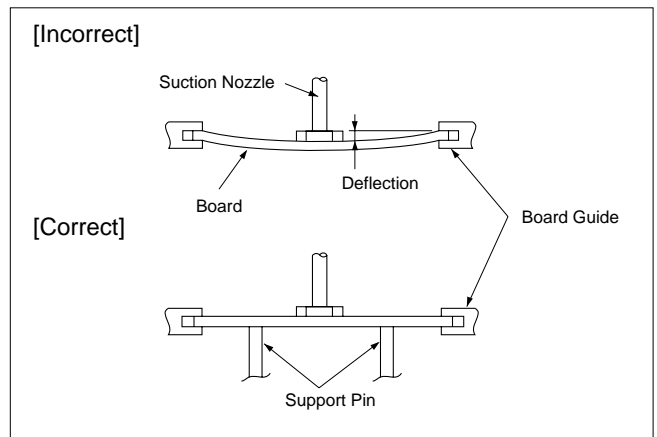 [Incorrect]
Suction Nozzle
Deflection
Board
Board Guide
[Correct]
Support Pin